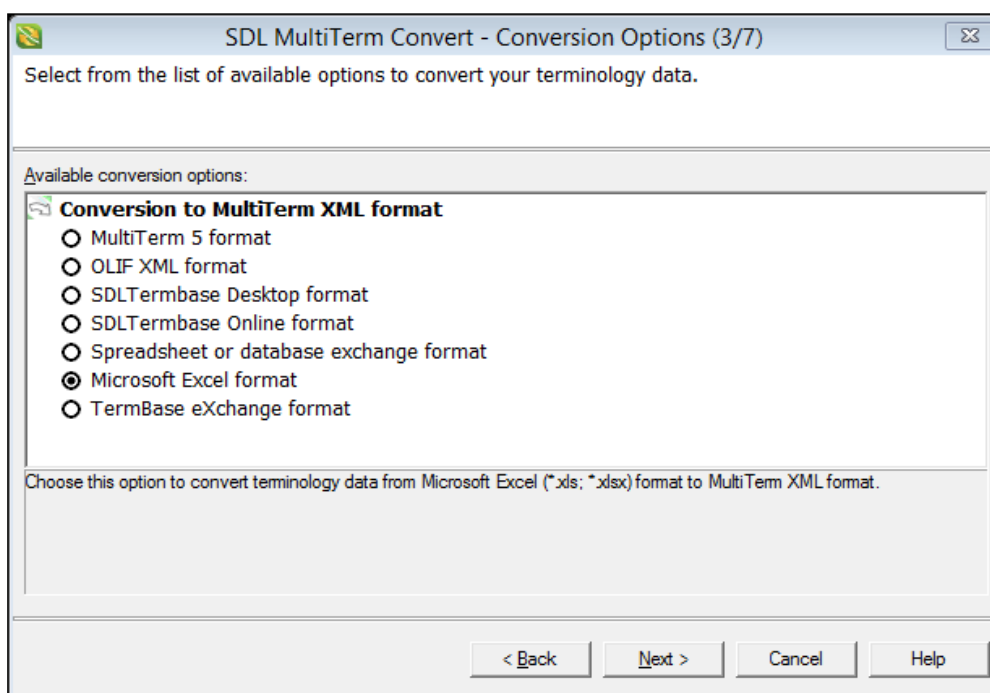 SDL MultiTerm Convert - Conversion Options (3/7)
Select from the list of available options to convert your terminology data.
Available conversion options:
Conversion to MultiTerm XML format
MultiTerm 5 format
OLIF XML format
SDLTermbase Desktop format
SDLTermbase Online format
Spreadsheet or database exchange format
Microsoft Excel format
TermBase eXchange format
Choose this option to convert terminology data from Microsoft Excel (*.xls; *.xlsx) format to MultiTerm XML format.
< Back Next > Cancel Help